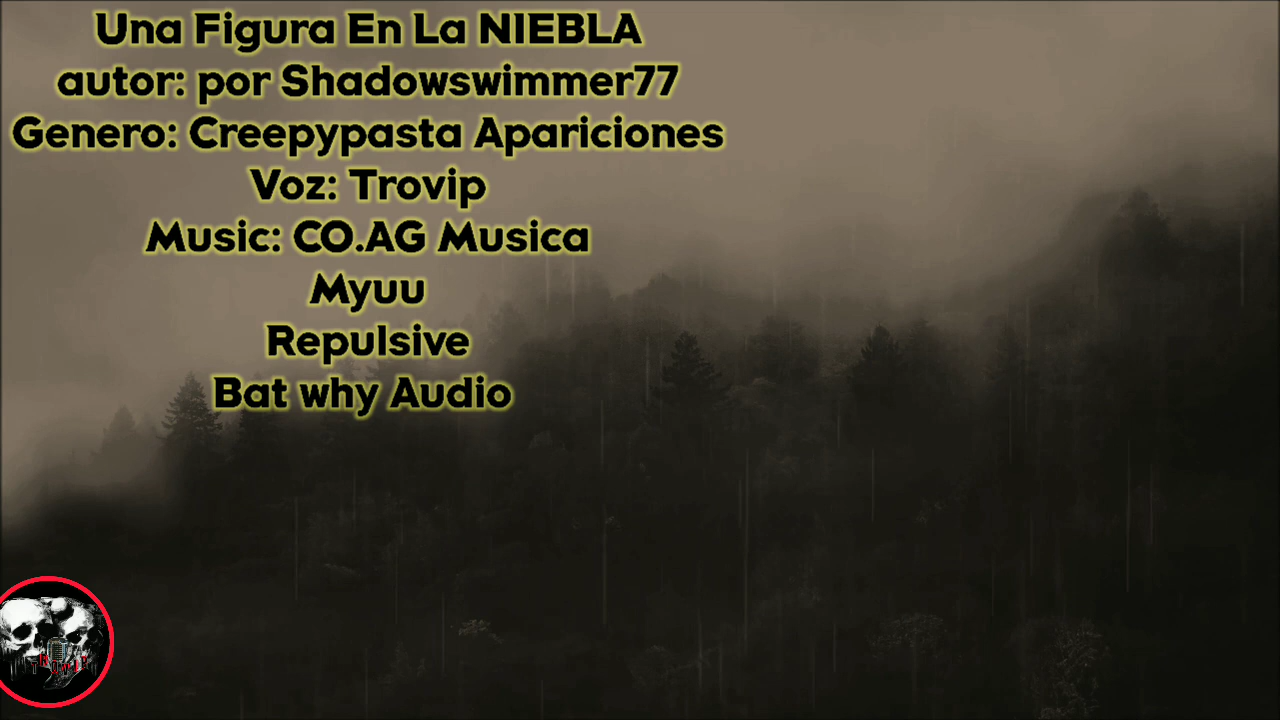 Una Figura En La NIEBLA
autor: por Shadowswimmer77
Genero: Creepypasta Apariciones
Voz: Trovip
Music: CO.AG Musica
Myuu
Repulsive
Bat why Audio